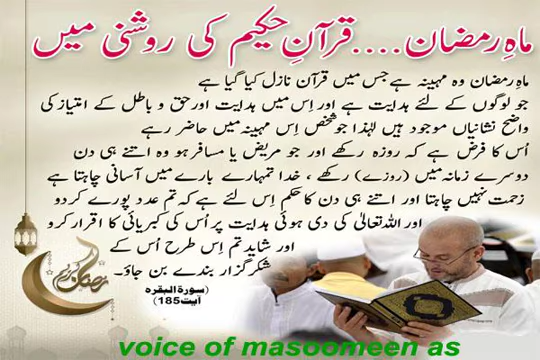 ماہِ رمضان....قرآنِ حکیم کی روشنی میں
ماہِ رمضان وہ مہینہ ہے جس میں قرآن نازل کیا گیا ہے
جو لوگوں کے لئے ہدایت ہے اور اِس میں ہدایت اور حق و باطل کے امتیاز کی
واضح نشانیاں موجود ہیں لہٰذا جو شخص اِس مہینہ میں حاضر رہے
اُس کا فرض ہے کہ روزہ رکھے اور جو مریض یا مسافر ہو وہ اتنے ہی دن
دوسرے زمانہ میں (روزے) رکھے ، خدا تمہارے بارے میں آسانی چاہتا ہے
زحمت نہیں چاہتا اور اتنے ہی دن کا حکم اِس لئے ہے کہ تم عدد پورے کر دو
اور اللہ تعالیٰ کی دی ہوئی ہدایت پر اُس کی کبریائی کا اقرار کرو
اور شاید تم اِس طرح اُس کے
شکر گزار بندے بن جاؤ۔
(سورۃ البقرہ
آیت 185)
voice of masoomeen as